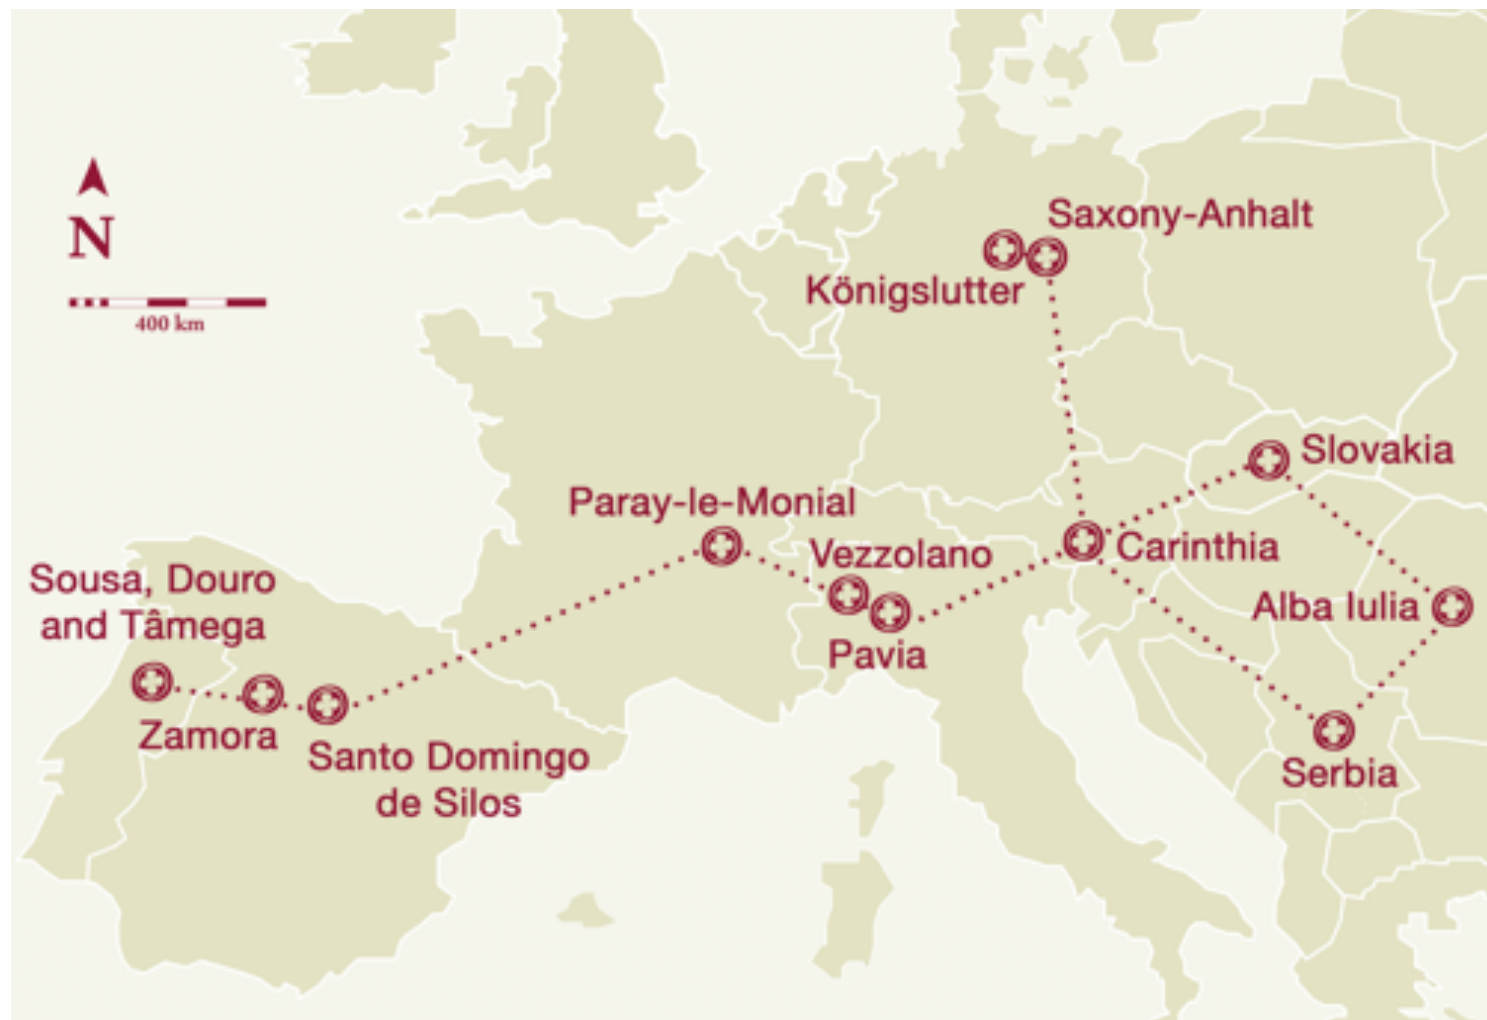 N
400 km
Saxony-Anhalt
Königslutter
Slovakia
Paray-le-Monial
Vezzolano
Carinthia
Sousa, Douro
and Tâmega
Alba Iulia
Pavia
Zamora
Santo Domingo
de Silos
Serbia